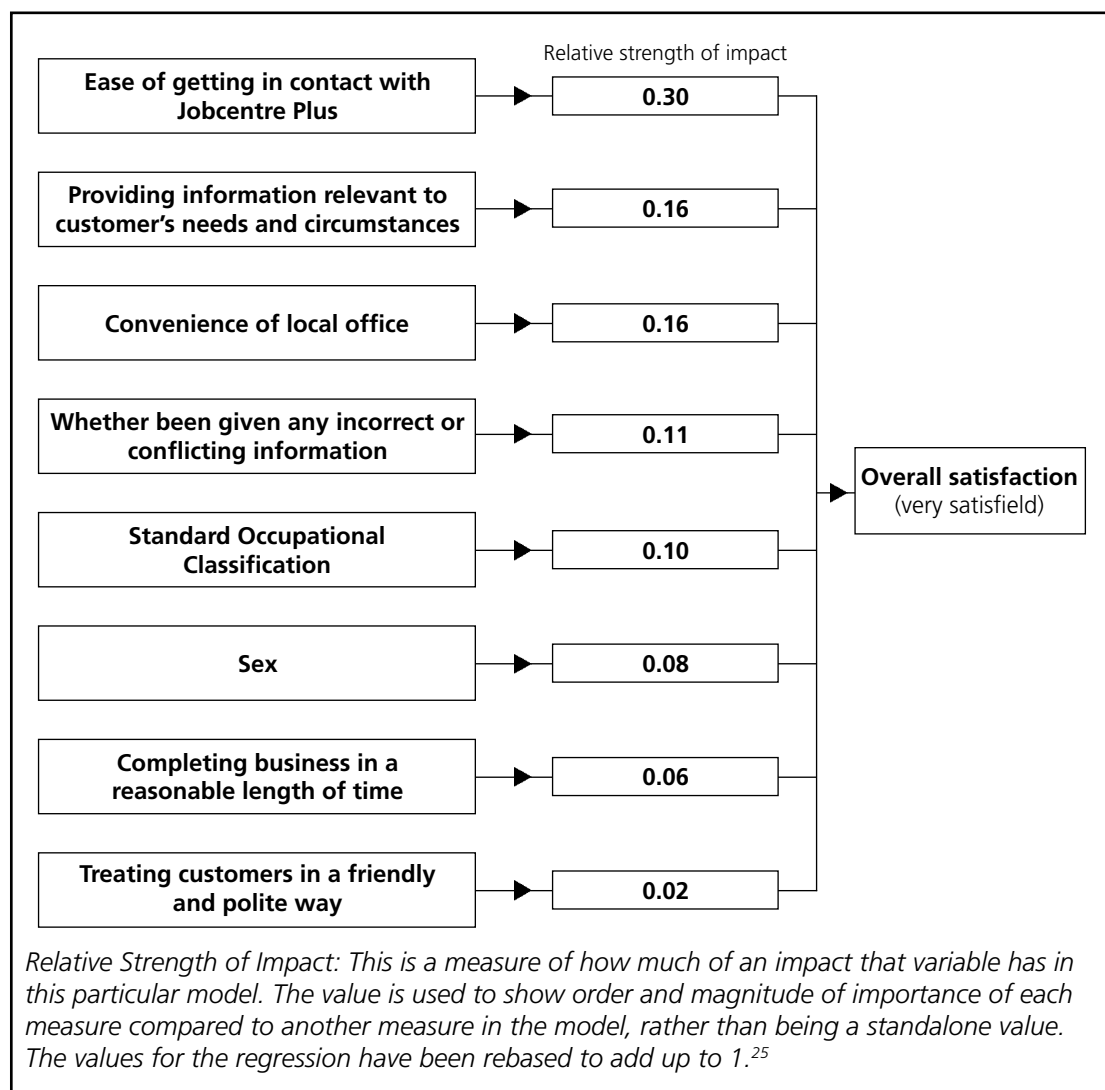 Relative strength of impact
Ease of getting in contact with
Jobcentre Plus
0.30
Providing information relevant to
customer’s needs and circumstances
0.16
Convenience of local office
0.16
Whether been given any incorrect or
conflicting information
0.11
Overall satisfaction
(very satisfield)
Standard Occupational
Classification
0.10
Sex
0.08
Completing business in a
reasonable length of time
0.06
Treating customers in a friendly
and polite way
0.02
Relative Strength of Impact: This is a measure of how much of an impact that variable has in
this particular model. The value is used to show order and magnitude of importance of each
measure compared to another measure in the model, rather than being a standalone value.
The values for the regression have been rebased to add up to 1.25